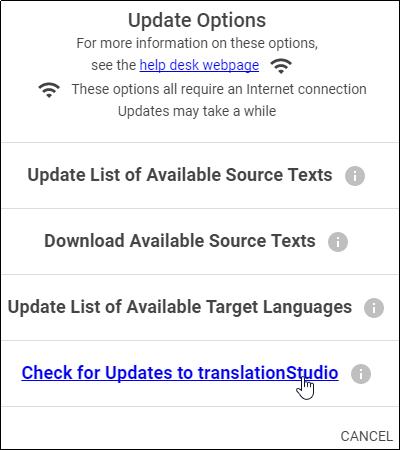 Update Options
For more information on these options,
see the help desk webpage
These options all require an Internet connection
Updates may take a while
Update List of Available Source Texts
Download Available Source Texts
Update List of Available Target Languages
Check for Updates to translationStudio
CANCEL